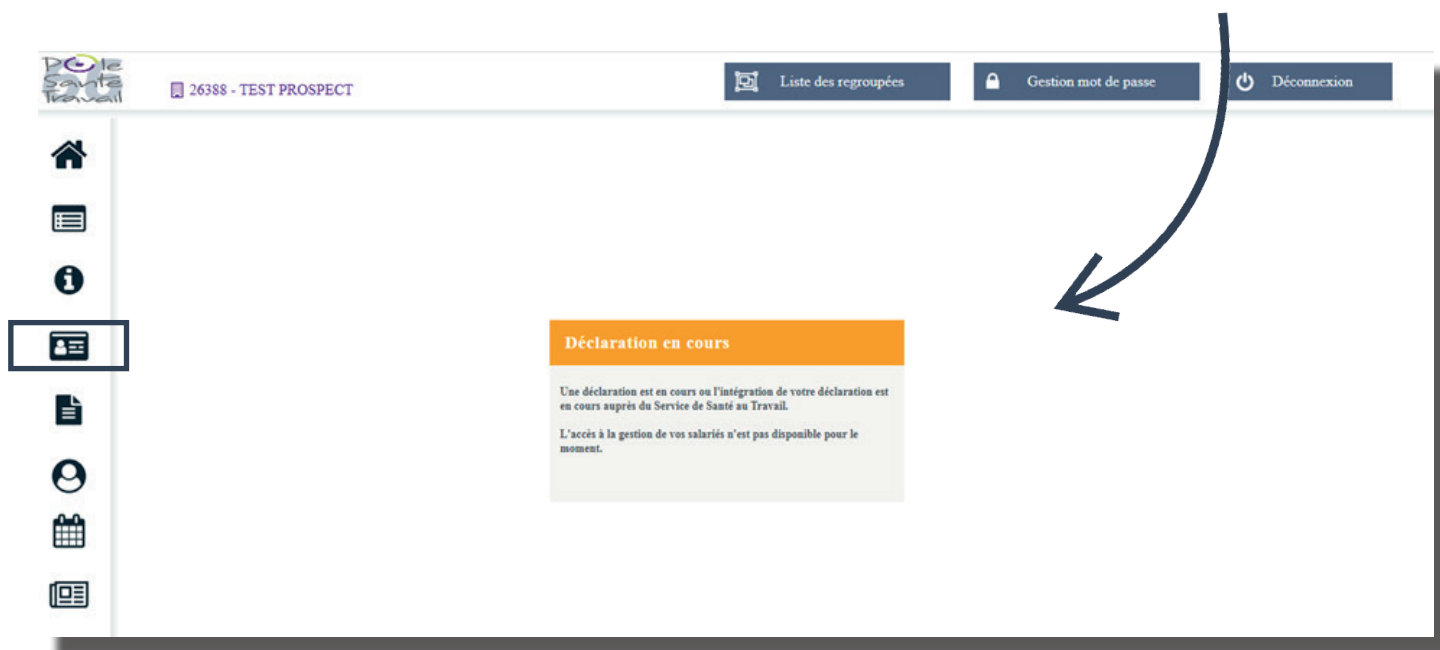 Pôle
Santé
Travail
26388 - TEST PROSPECT
Liste des regroupées
Gestion mot de passe
Déconnexion
Déclaration en cours
Une déclaration est en cours ou l'intégration de votre déclaration est
en cours auprès du Service de Santé au Travail.
L'accès à la gestion de vos salariés n'est pas disponible pour le
moment.